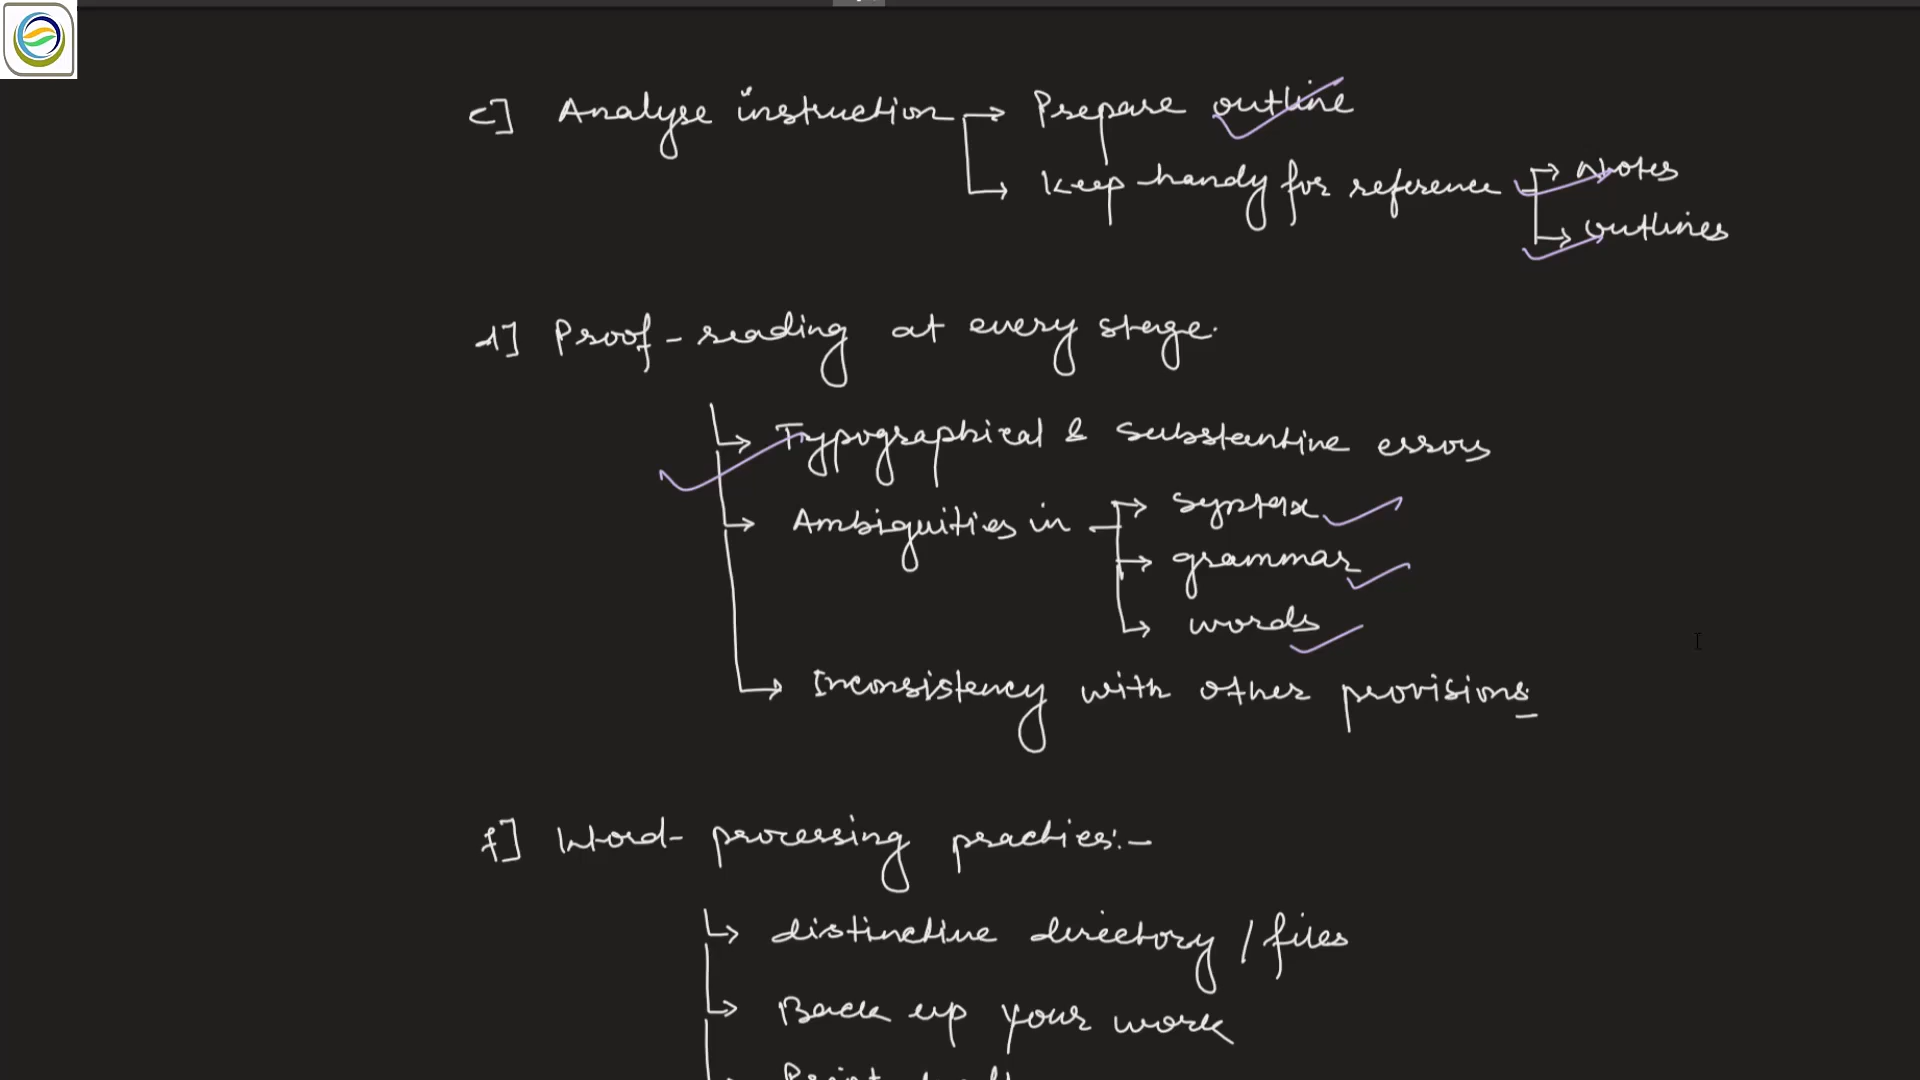 c] Analyse instruction → Prepare outline
→ Keep handy for reference → Notes
→ outlines
d] Proof-reading at every stage.
→ Typographical & substantive errors
→ Ambiguities in → syntax
→ grammar
→ words
→ Inconsistency with other provisions
f] Word-processing practies:-
→ distinctive directory / files
→ Back up your work